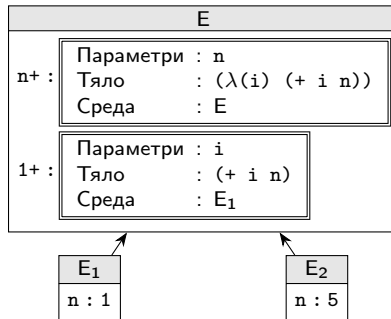 E
n+ :
Параметри : n
Тяло : (λ(i) (+ i n))
Среда : E
1+ :
Параметри : i
Тяло : (+ i n)
Среда : E₁
E₁
n : 1
E₂
n : 5